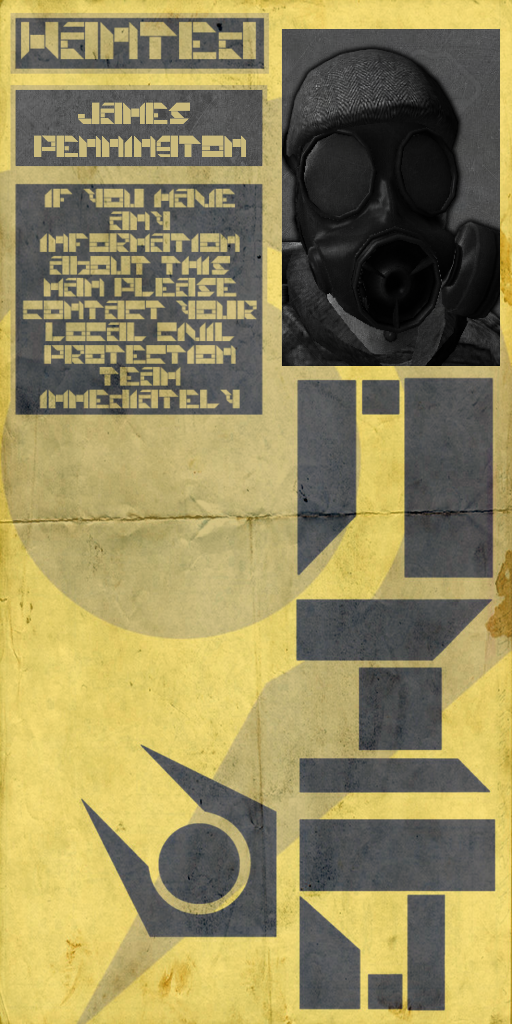 WANTED
JAMES
PENNINGTON
IF YOU HAVE
ANY
INFORMATION
ABOUT THIS
MAN PLEASE
CONTACT YOUR
LOCAL CIVIL
PROTECTION
TEAM
IMMEDIATELY